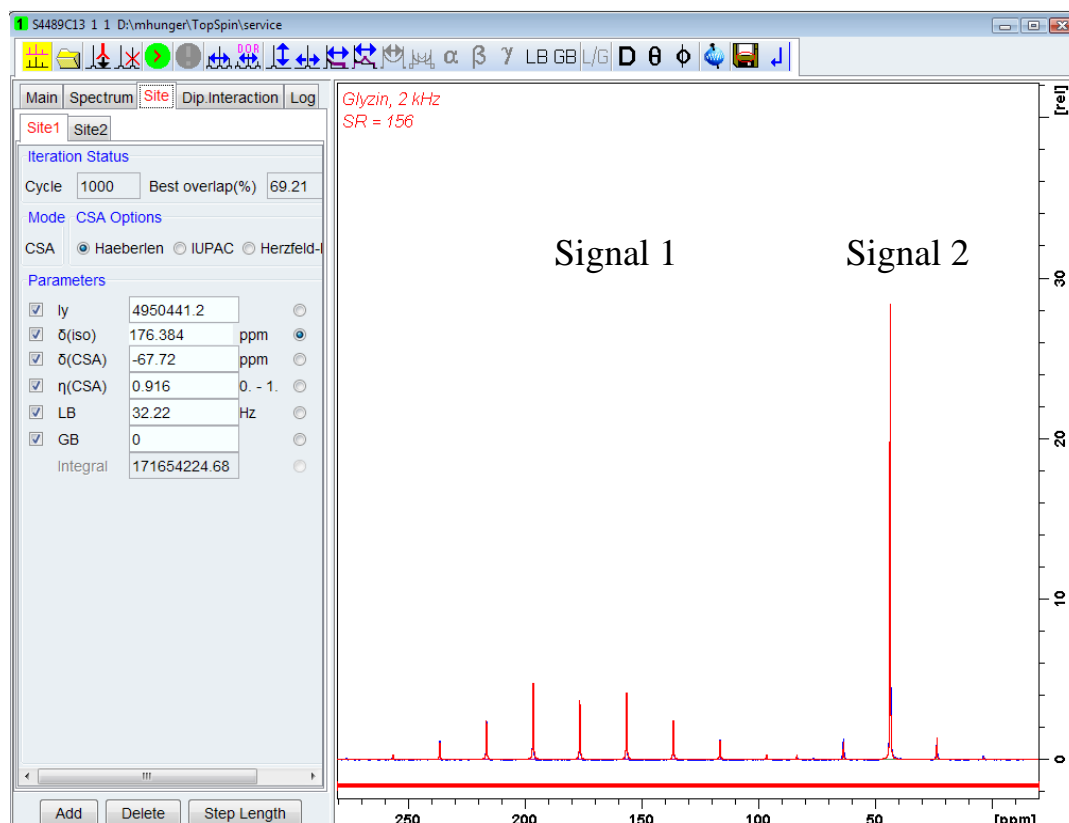 1 S4489C13 1 1 D:\mhunger\TopSpin\service
DOR α β γ LB GB L/G D θ ϕ
Main Spectrum Site Dip.Interaction Log
Site1 Site2
Iteration Status
Cycle 1000 Best overlap(%) 69.21
Mode CSA Options
CSA Haeberlen IUPAC Herzfeld-
Parameters
Iy 4950441.2
δ(iso) 176.384 ppm
δ(CSA) -67.72 ppm
η(CSA) 0.916 0. - 1.
LB 32.22 Hz
GB 0
Integral 171654224.68
Add Delete Step Length
Glyzin, 2 kHz
SR = 156
Signal 1 Signal 2
[rel]
30
20
10
0
250 200 150 100 50 [ppm]